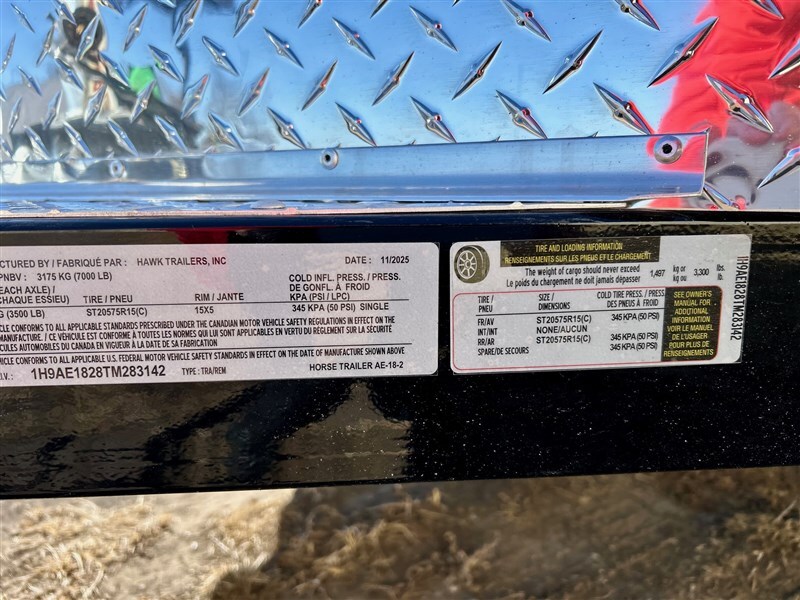 CTURED BY / FABRIQUÉ PAR : HAWK TRAILERS, INC DATE : 11/2025
PNBV : 3175 KG (7000 LB)
COLD INFL. PRESS. / PRESS.
EACH AXLE) / DE GONFL. À FROID
CHAQUE ESSIEU) TIRE / PNEU RIM / JANTE KPA (PSI / LPC)
G (3500 LB) ST20575R15(C) 15X5 345 KPA (50 PSI) SINGLE
VEHICLE CONFORMS TO ALL APPLICABLE STANDARDS PRESCRIBED UNDER THE CANADIAN MOTOR VEHICLE SAFETY REGULATIONS IN EFFECT ON THE
MANUFACTURE. / CE VÉHICULE EST CONFORME À TOUTES LES NORMES QUI LUI SONT APPLICABLES EN VERTU DU RÈGLEMENT SUR LA SÉCURITÉ
VÉHICULES AUTOMOBILES DU CANADA EN VIGUEUR À LA DATE DE SA FABRICATION
VEHICLE CONFORMS TO ALL APPLICABLE U.S. FEDERAL MOTOR VEHICLE SAFETY STANDARDS IN EFFECT ON THE DATE OF MANUFACTURE SHOWN ABOVE
I.V. : 1H9AE1828TM283142 TYPE : TRA/REM HORSE TRAILER AE-18-2
TIRE AND LOADING INFORMATION
RENSEIGNEMENTS SUR LES PNEUS ET LE CHARGEMENT
The weight of cargo should never exceed 1,497 kg or 3,300 lbs.
Le poids du chargement ne doit jamais dépasser kg ou lb.
TIRE / SIZE / COLD TIRE PRESS. /
PNEU DIMENSIONS DES PNEUS À FROID
FR/AV ST20575R15(C) 345 KPA (50 PSI)
INT/INT NONE/AUCUN
RR/AR ST20575R15(C) 345 KPA (50 PSI)
SPARE/DE SECOURS 345 KPA (50 PSI)
SEE OWNER'S
MANUAL FOR
ADDITIONAL
INFORMATION
VOIR LE MANUEL
DE L'USAGER
POUR PLUS DE
RENSEIGNEMENTS
1H9AE1828TM283142